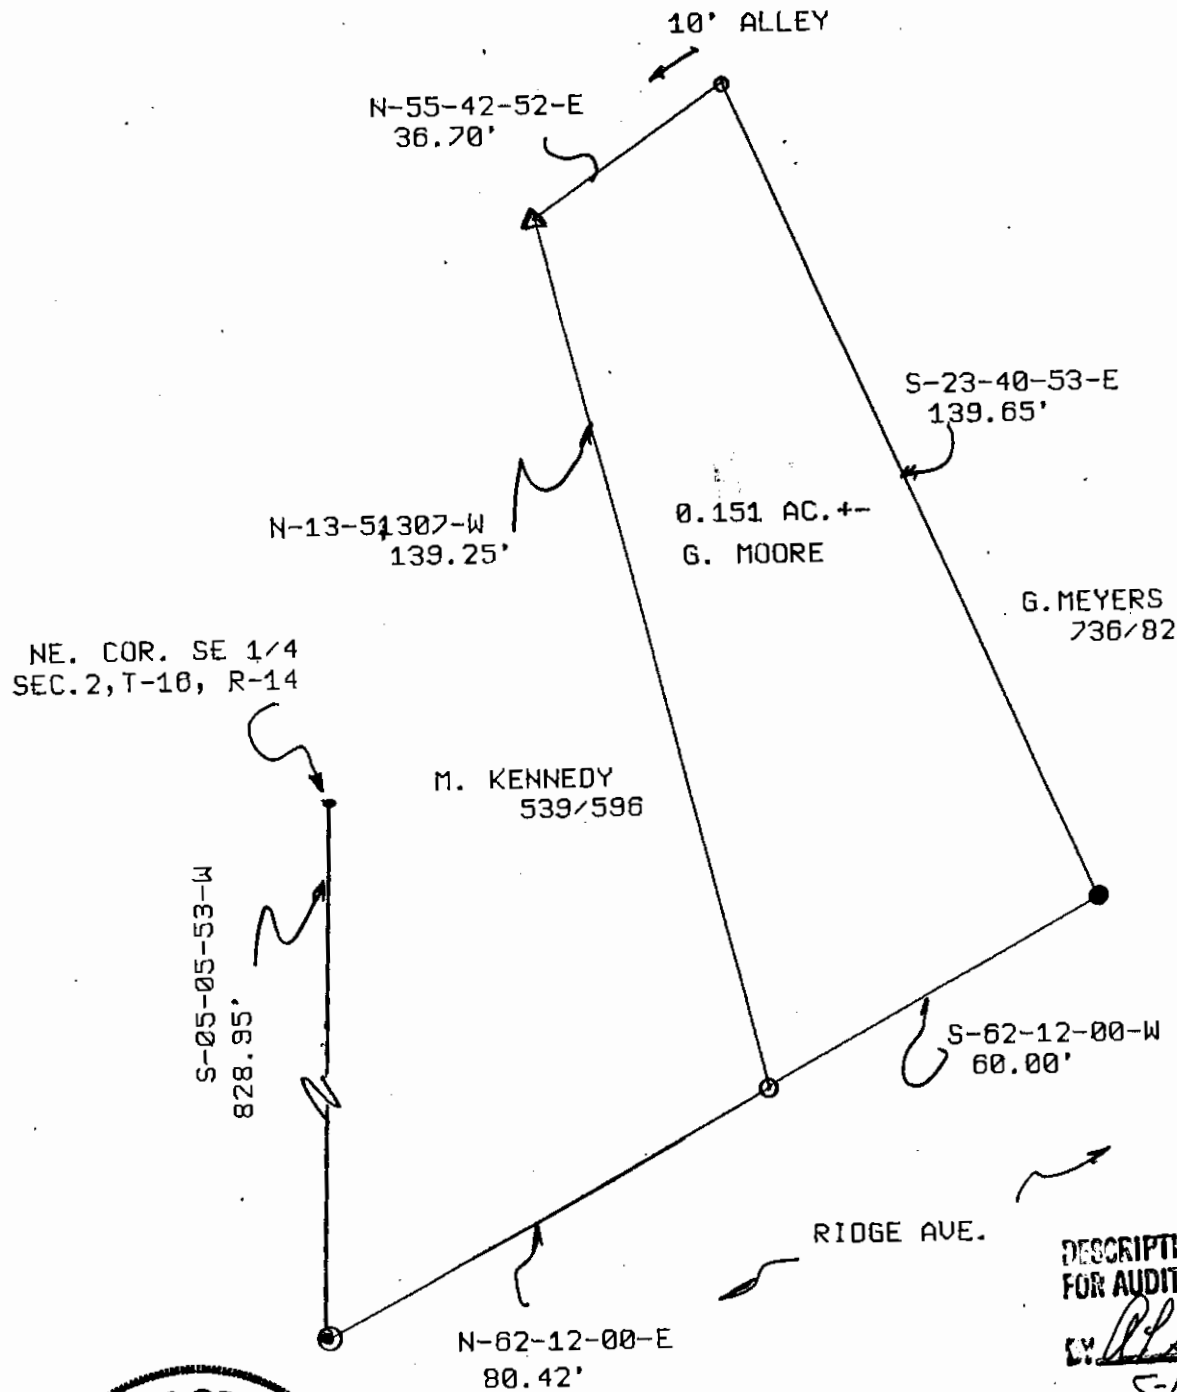 10' ALLEY
N-55-42-52-E
36.70'
S-23-40-53-E
139.65'
N-13-51307-W
139.25'
0.151 AC.+-
G. MOORE
G.MEYERS
736/82
NE. COR. SE 1/4
SEC.2,T-16, R-14
M. KENNEDY
539/596
S-05-05-53-W
828.95'
S-62-12-00-W
60.00'
RIDGE AVE.
N-62-12-00-E
80.42'
FOR AUDIT
BY